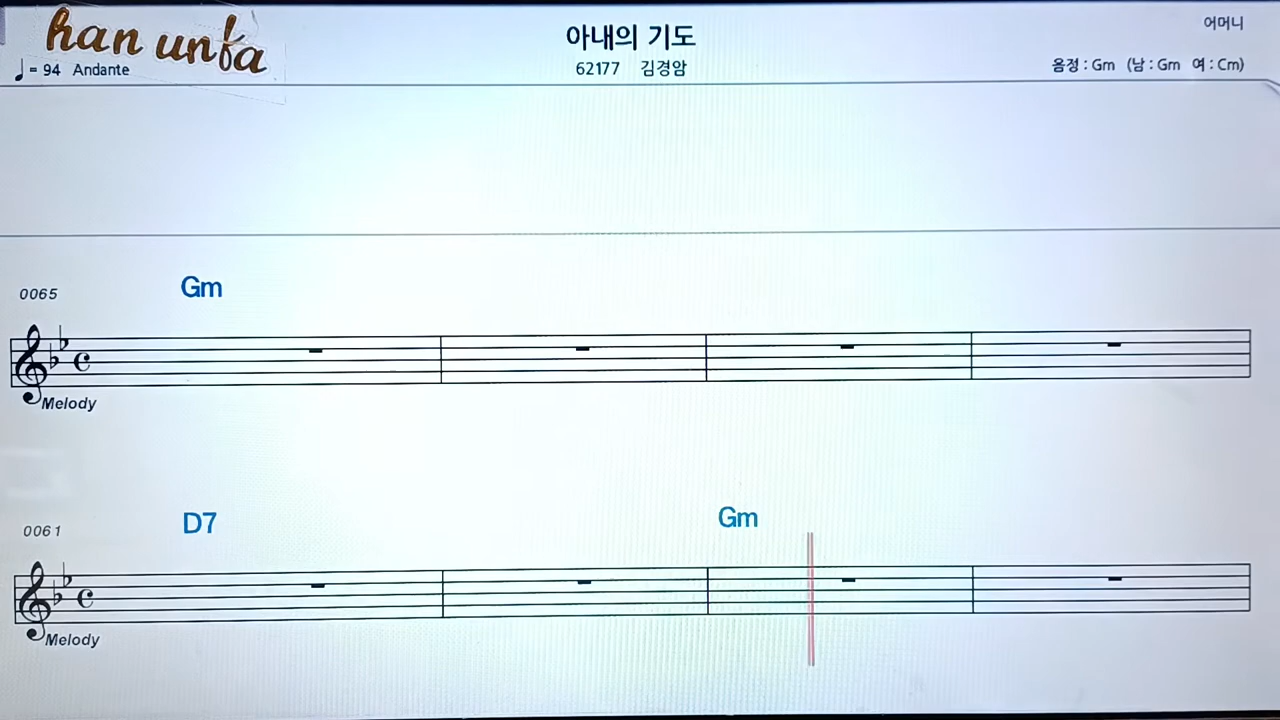 han unfa
아내의 기도
어머니
♩= 94 Andante
62177 김경암
음정 : Gm (남 : Gm 여 : Cm)
0065 Gm
Melody
0061 D7 Gm
Melody